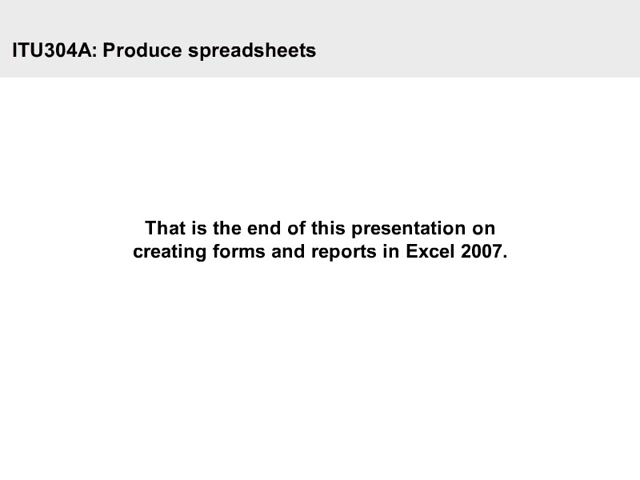 ITU304A: Produce spreadsheets
That is the end of this presentation on
creating forms and reports in Excel 2007.